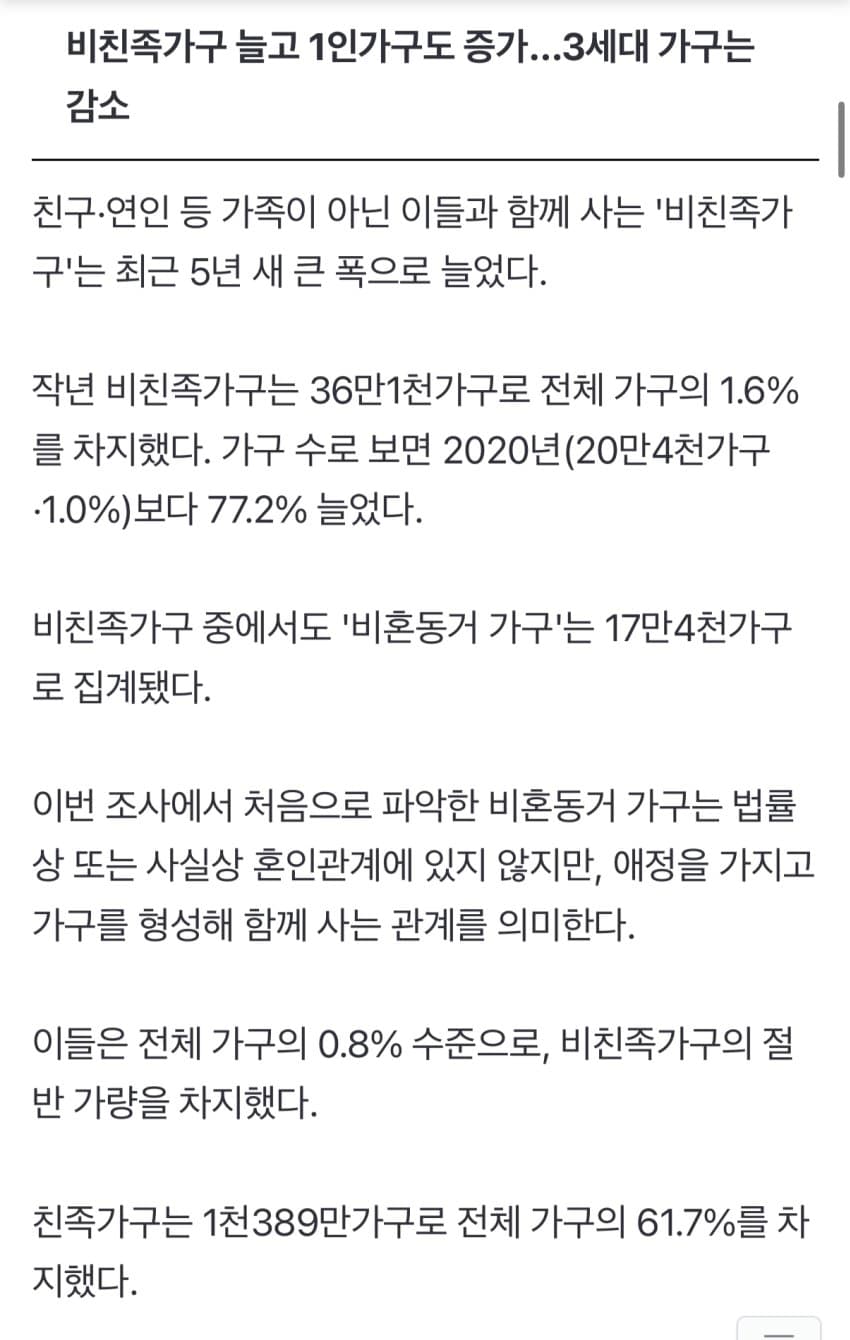 비친족가구 늘고 1인가구도 증가...3세대 가구는
감소
친구·연인 등 가족이 아닌 이들과 함께 사는 '비친족가
구'는 최근 5년 새 큰 폭으로 늘었다.
작년 비친족가구는 36만1천가구로 전체 가구의 1.6%
를 차지했다. 가구 수로 보면 2020년(20만4천가구
·1.0%)보다 77.2% 늘었다.
비친족가구 중에서도 '비혼동거 가구'는 17만4천가구
로 집계됐다.
이번 조사에서 처음으로 파악한 비혼동거 가구는 법률
상 또는 사실상 혼인관계에 있지 않지만, 애정을 가지고
가구를 형성해 함께 사는 관계를 의미한다.
이들은 전체 가구의 0.8% 수준으로, 비친족가구의 절
반 가량을 차지했다.
친족가구는 1천389만가구로 전체 가구의 61.7%를 차
지했다.